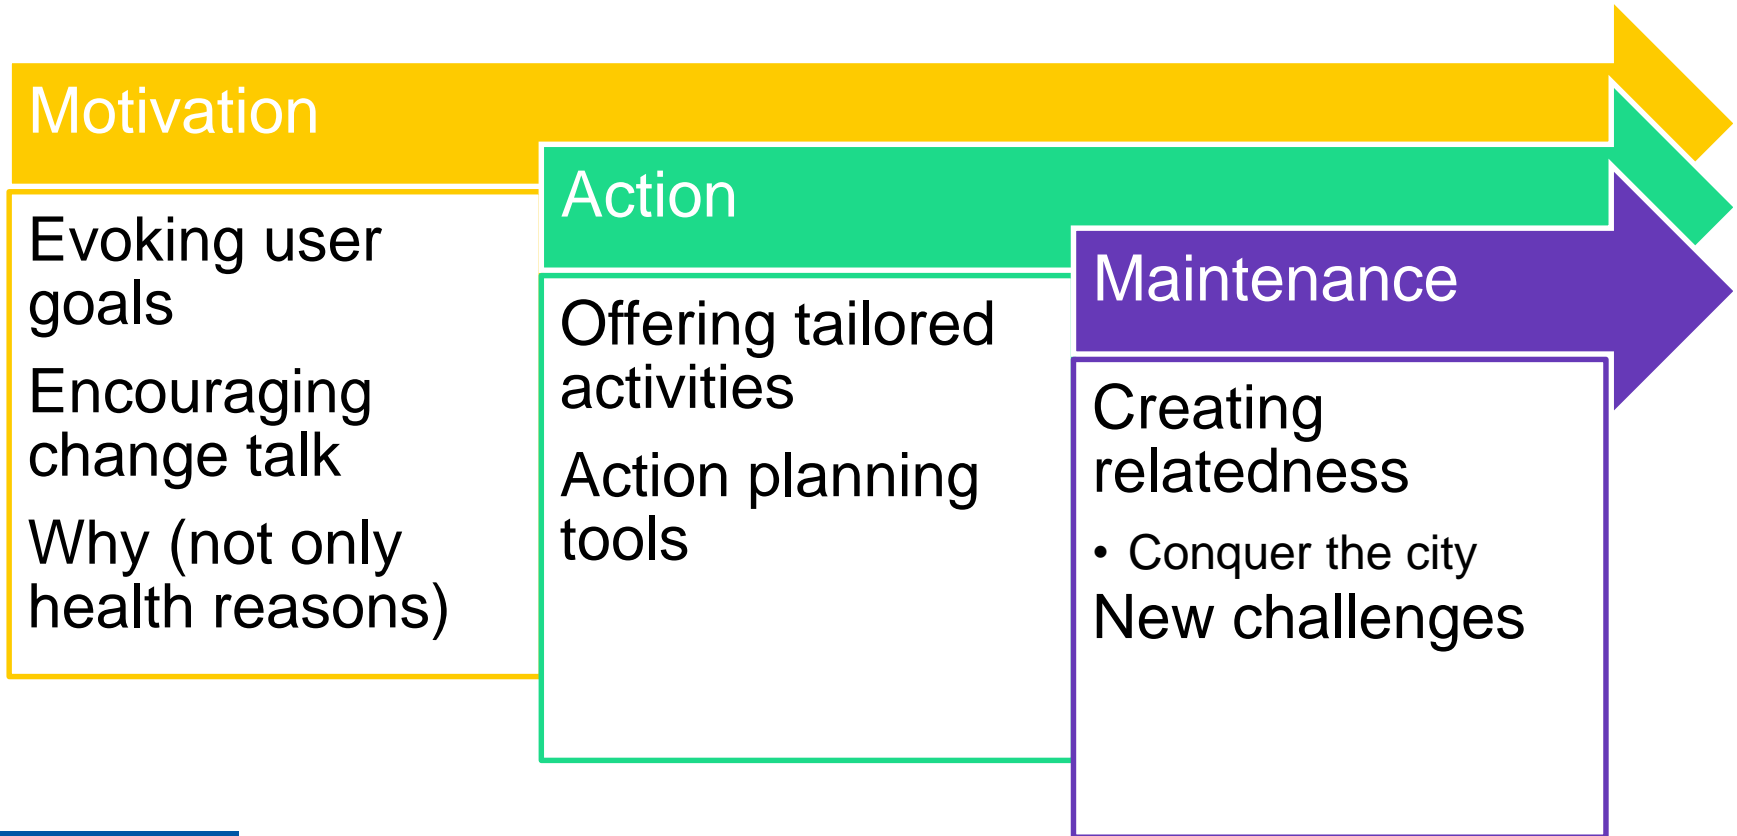 Motivation
Evoking user
goals
Encouraging
change talk
Why (not only
health reasons)
Action
Offering tailored
activities
Action planning
tools
Maintenance
Creating
relatedness
• Conquer the city
New challenges